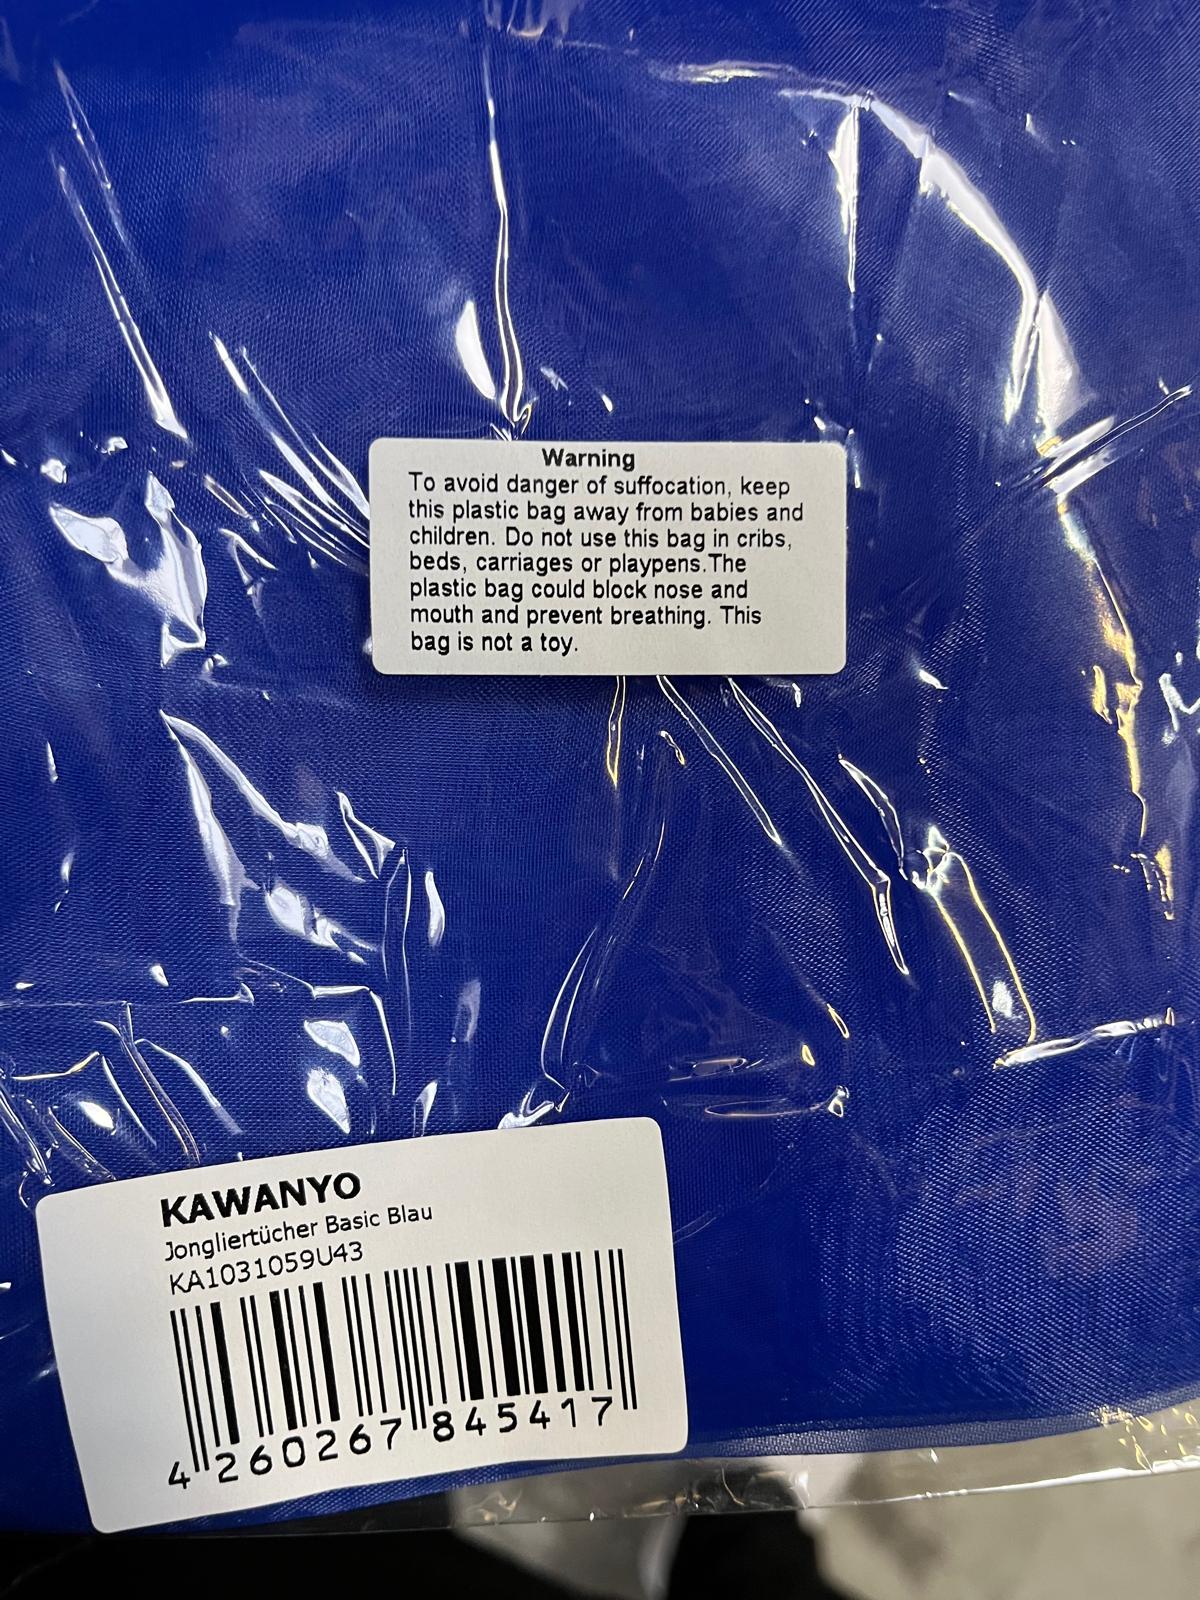 Warning
To avoid danger of suffocation, keep
this plastic bag away from babies and
children. Do not use this bag in cribs,
beds, carriages or playpens.The
plastic bag could block nose and
mouth and prevent breathing. This
bag is not a toy.
KAWANYO
Jongliertücher Basic Blau
KA1031059U43
4 260267 845417